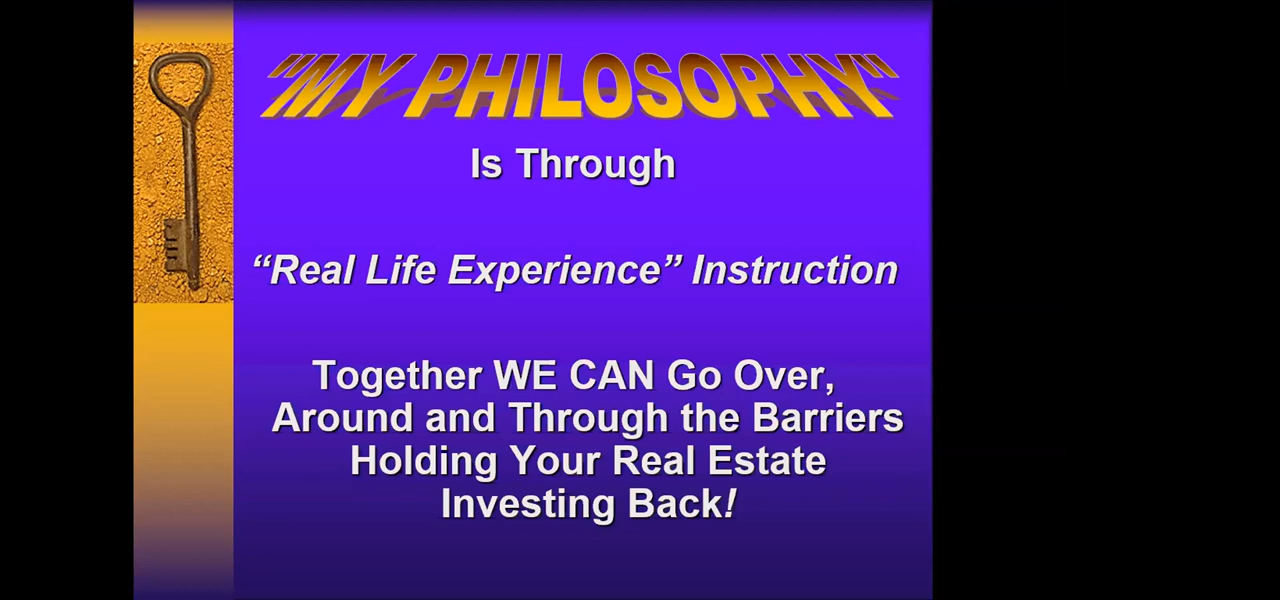 "MY PHILOSOPHY"
Is Through
“Real Life Experience” Instruction
Together WE CAN Go Over,
Around and Through the Barriers
Holding Your Real Estate
Investing Back!